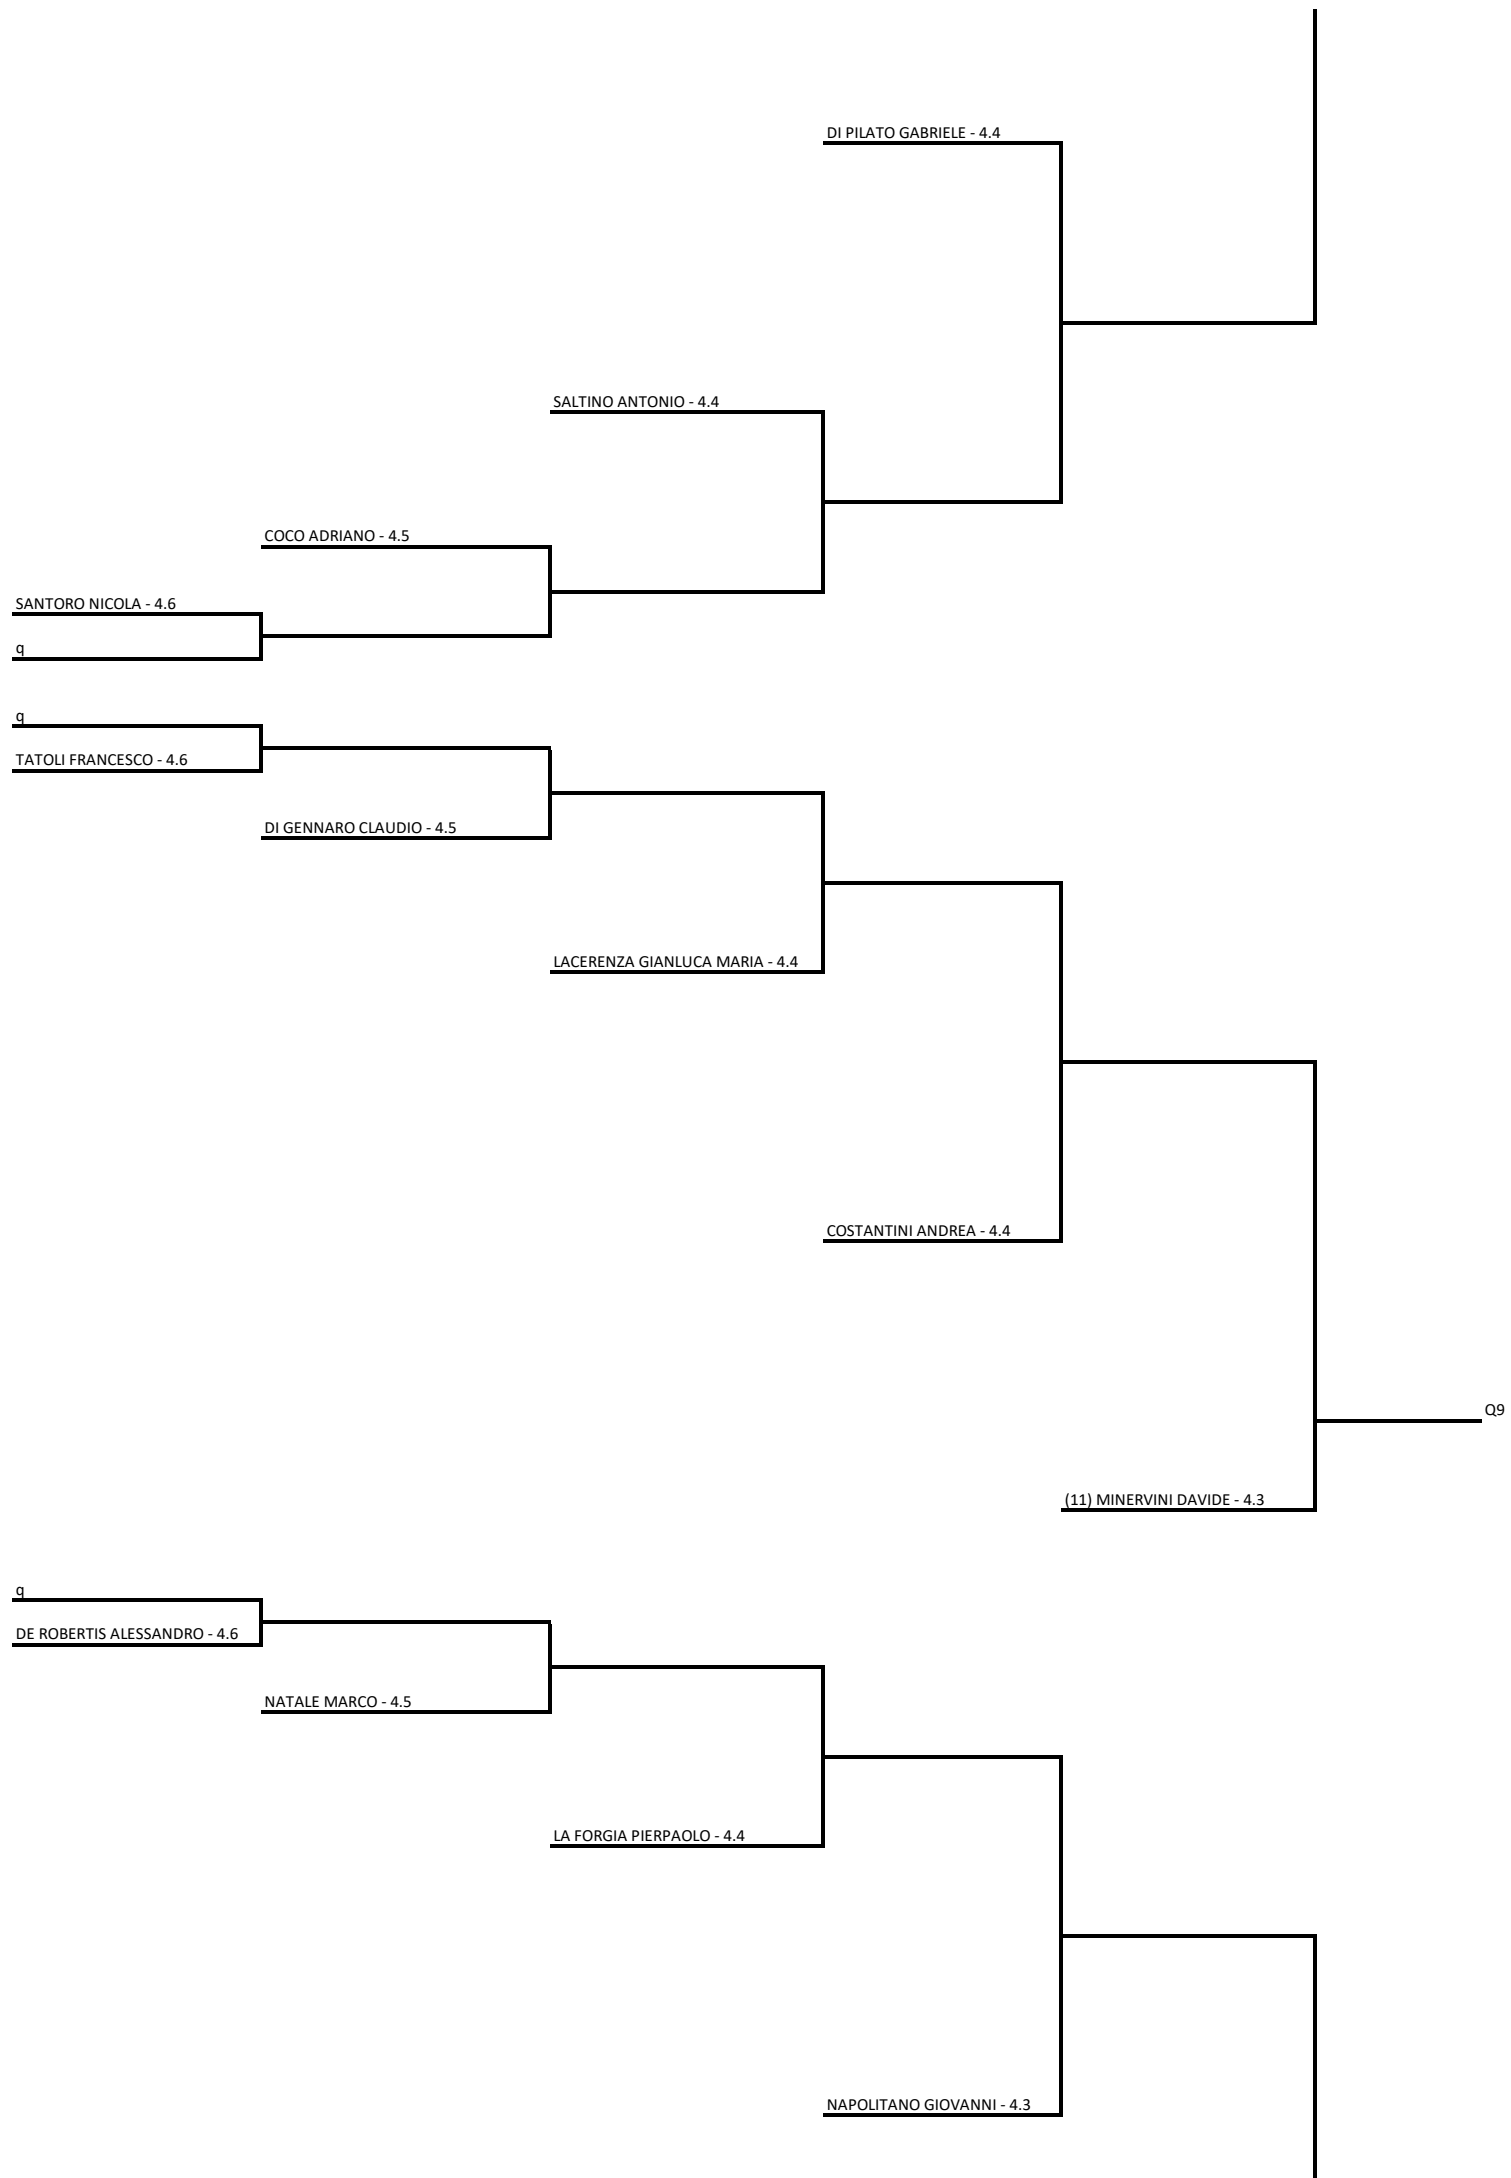 DI PILATO GABRIELE - 4.4
SALTINO ANTONIO - 4.4
COCO ADRIANO - 4.5
SANTORO NICOLA - 4.6
q
q
TATOLI FRANCESCO - 4.6
DI GENNARO CLAUDIO - 4.5
LACERENZA GIANLUCA MARIA - 4.4
COSTANTINI ANDREA - 4.4
Q9
(11) MINERVINI DAVIDE - 4.3
q
DE ROBERTIS ALESSANDRO - 4.6
NATALE MARCO - 4.5
LA FORGIA PIERPAOLO - 4.4
NAPOLITANO GIOVANNI - 4.3